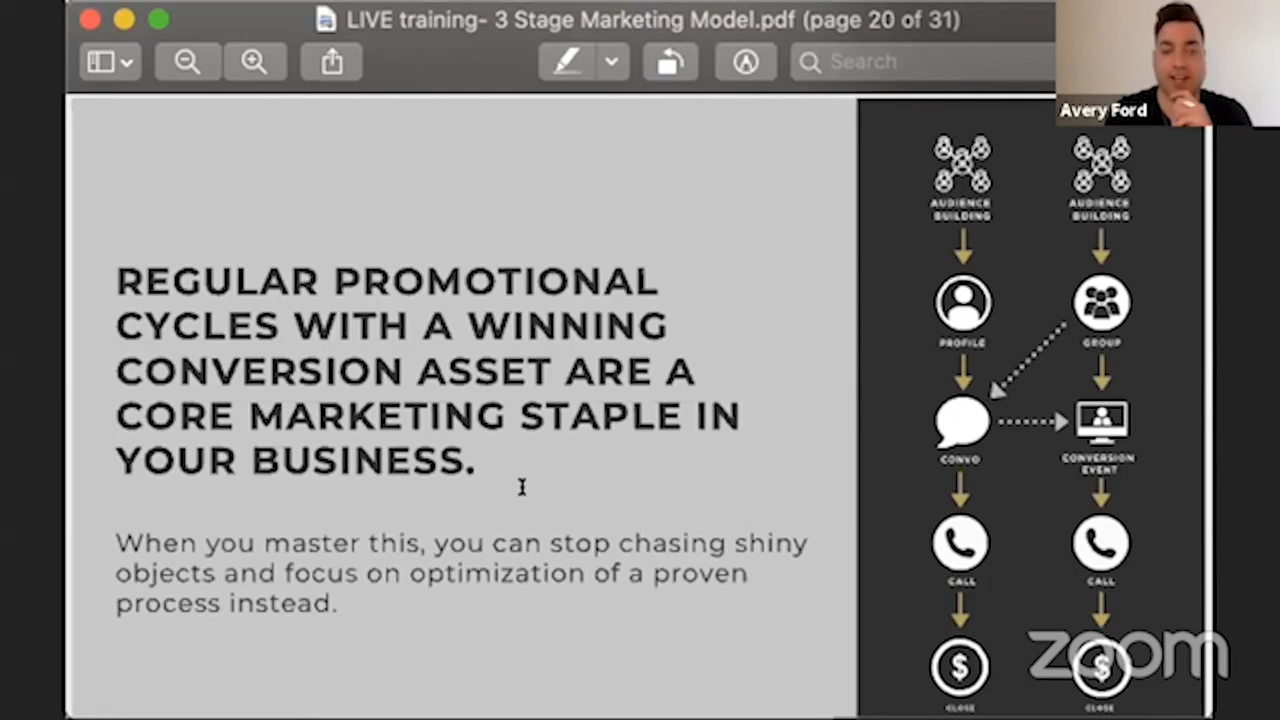 LIVE training- 3 Stage Marketing Model.pdf (page 20 of 31)
Search
Avery Ford
REGULAR PROMOTIONAL
CYCLES WITH A WINNING
CONVERSION ASSET ARE A
CORE MARKETING STAPLE IN
YOUR BUSINESS.
When you master this, you can stop chasing shiny
objects and focus on optimization of a proven
process instead.
AUDIENCE
BUILDING
AUDIENCE
BUILDING
PROFILE
GROUP
CONVO
CONVERSION
EVENT
CALL
CALL
$
$
CLOSE
CLOSE
zoom